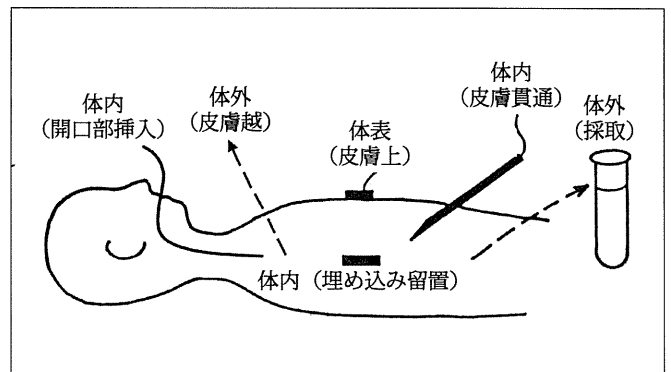 体内
(開口部挿入)
体外
(皮膚越)
体表
(皮膚上)
体内
(皮膚貫通)
体外
(採取)
体内(埋め込み留置)